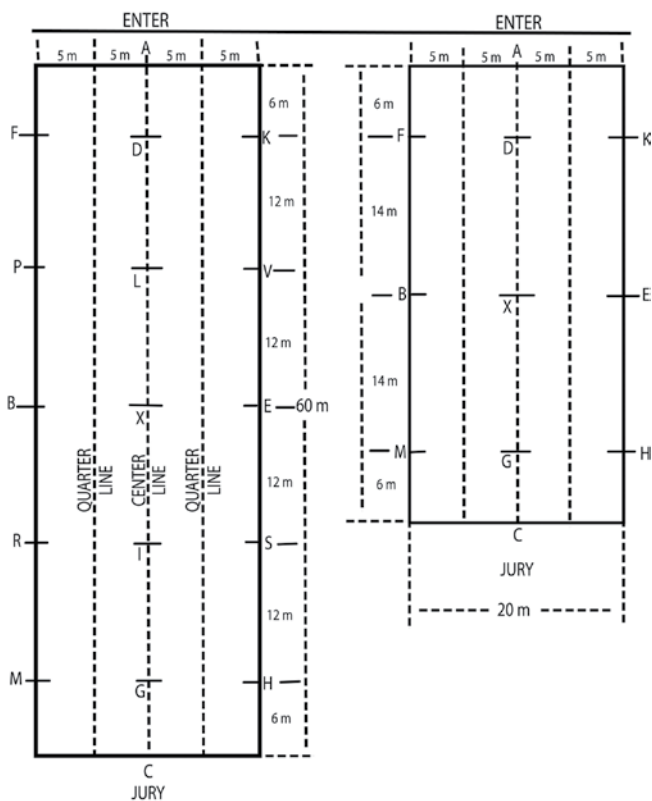 ENTER ENTER
5 m 5 m A 5 m 5 m
5 m 5 m A 5 m 5 m
6 m
6 m
F D K
F D K
12 m
14 m
P L V
12 m
B X E
B X E 60 m
14 m
QUARTER LINE
CENTER LINE
QUARTER LINE
12 m
M G H
6 m
R I S
C
JURY
12 m
20 m
M G H
6 m
C
JURY